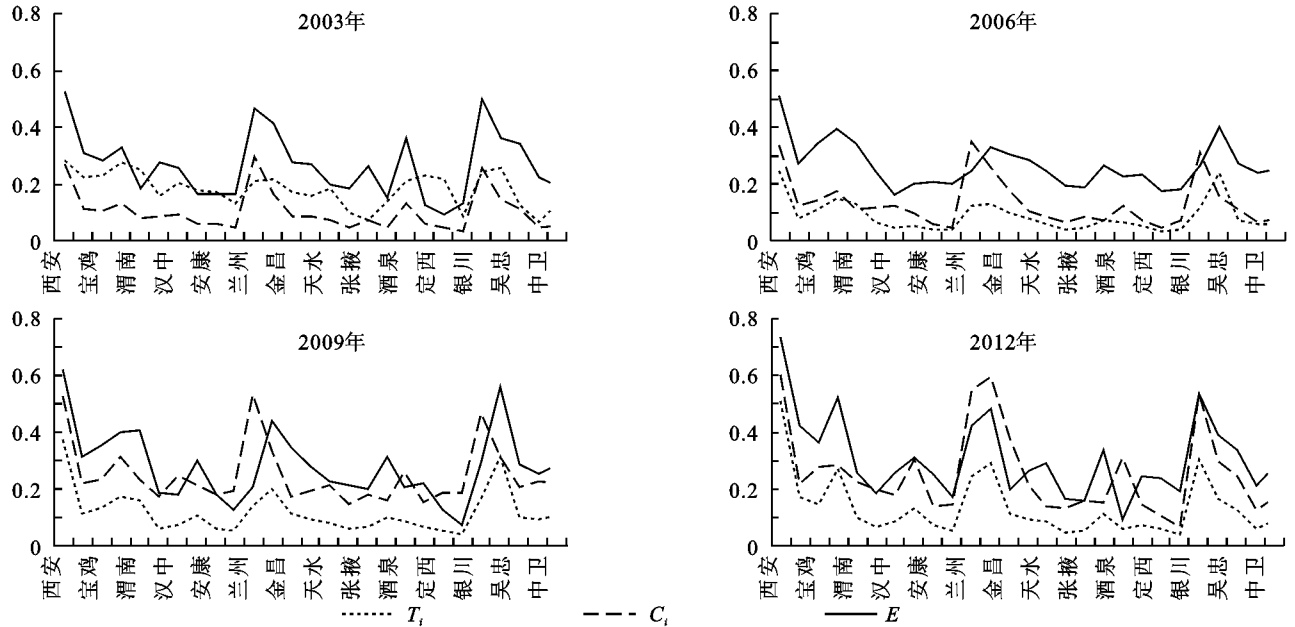 2003年
0.8
0.6
0.4
0.2
0
西安
宝鸡
渭南
汉中
安康
兰州
金昌
天水
张掖
酒泉
定西
银川
吴忠
中卫
2006年
0.8
0.6
0.4
0.2
0
西安
宝鸡
渭南
汉中
安康
兰州
金昌
天水
张掖
酒泉
定西
银川
吴忠
中卫
2009年
0.8
0.6
0.4
0.2
0
西安
宝鸡
渭南
汉中
安康
兰州
金昌
天水
张掖
酒泉
定西
银川
吴忠
中卫
2012年
0.8
0.6
0.4
0.2
0
西安
宝鸡
渭南
汉中
安康
兰州
金昌
天水
张掖
酒泉
定西
银川
吴忠
中卫
T_i C_i E